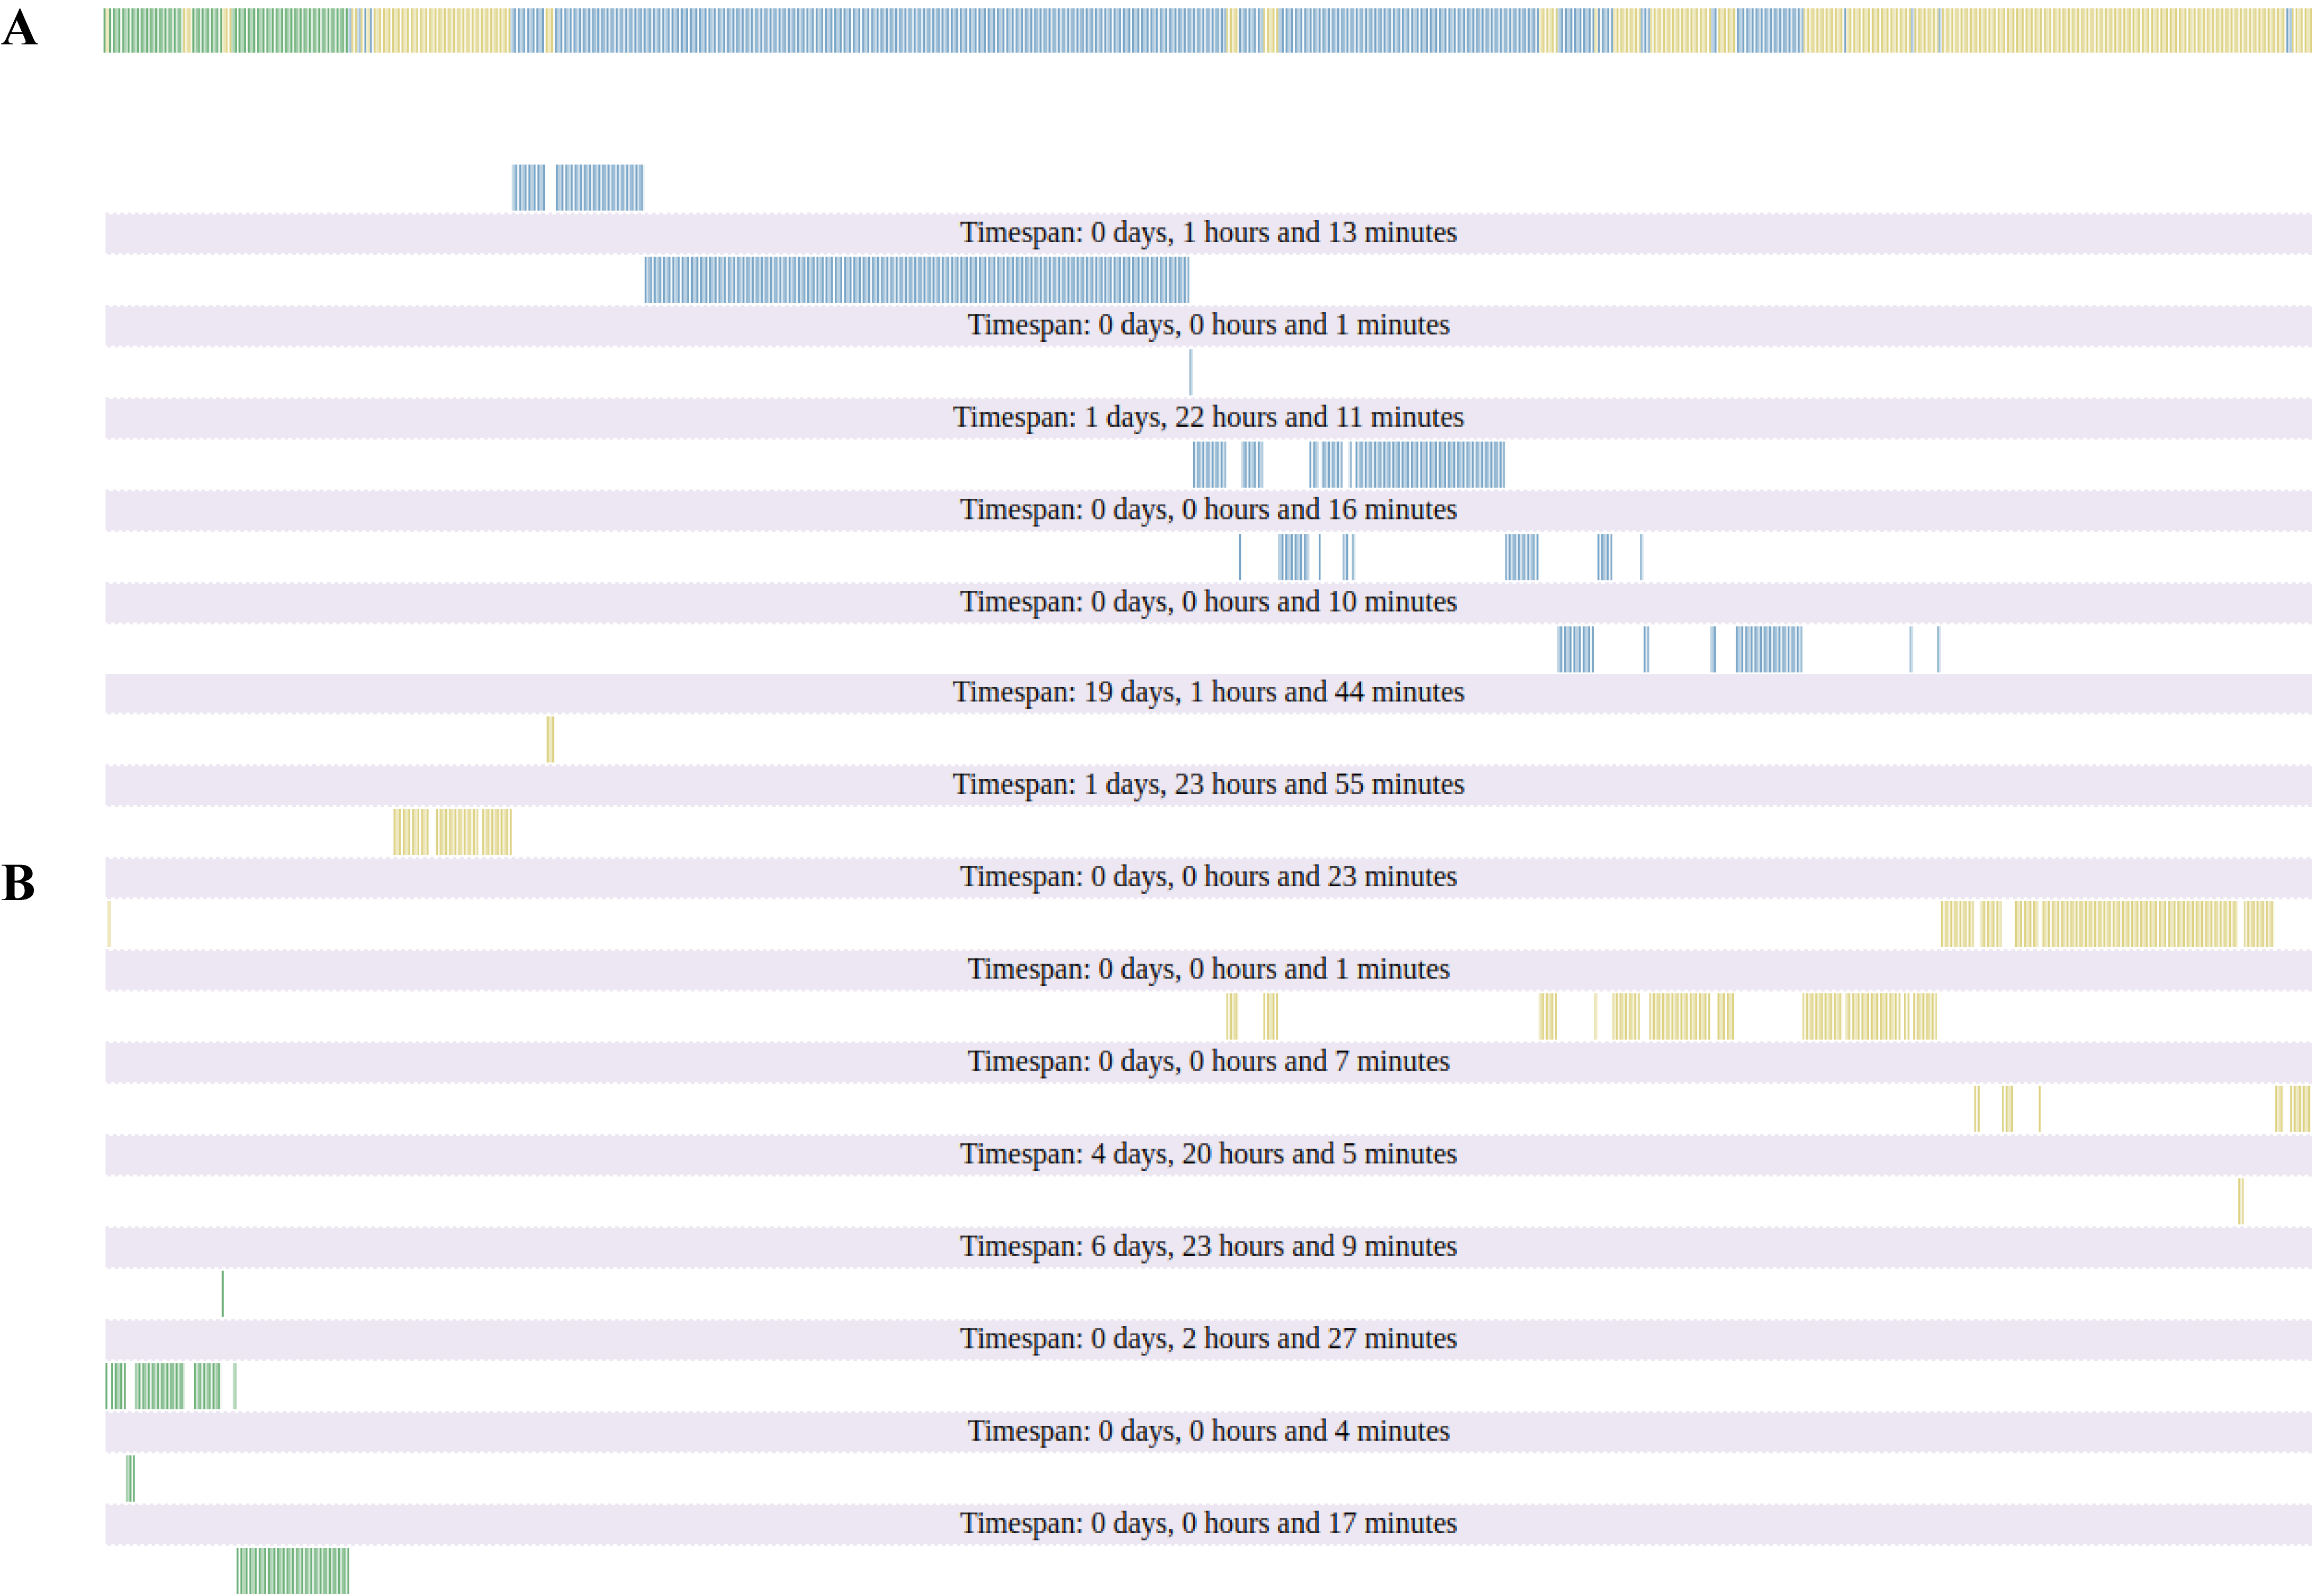 A
Timespan: 0 days, 1 hours and 13 minutes
Timespan: 0 days, 0 hours and 1 minutes
Timespan: 1 days, 22 hours and 11 minutes
Timespan: 0 days, 0 hours and 16 minutes
Timespan: 0 days, 0 hours and 10 minutes
Timespan: 19 days, 1 hours and 44 minutes
Timespan: 1 days, 23 hours and 55 minutes
B
Timespan: 0 days, 0 hours and 23 minutes
Timespan: 0 days, 0 hours and 1 minutes
Timespan: 0 days, 0 hours and 7 minutes
Timespan: 4 days, 20 hours and 5 minutes
Timespan: 6 days, 23 hours and 9 minutes
Timespan: 0 days, 2 hours and 27 minutes
Timespan: 0 days, 0 hours and 4 minutes
Timespan: 0 days, 0 hours and 17 minutes